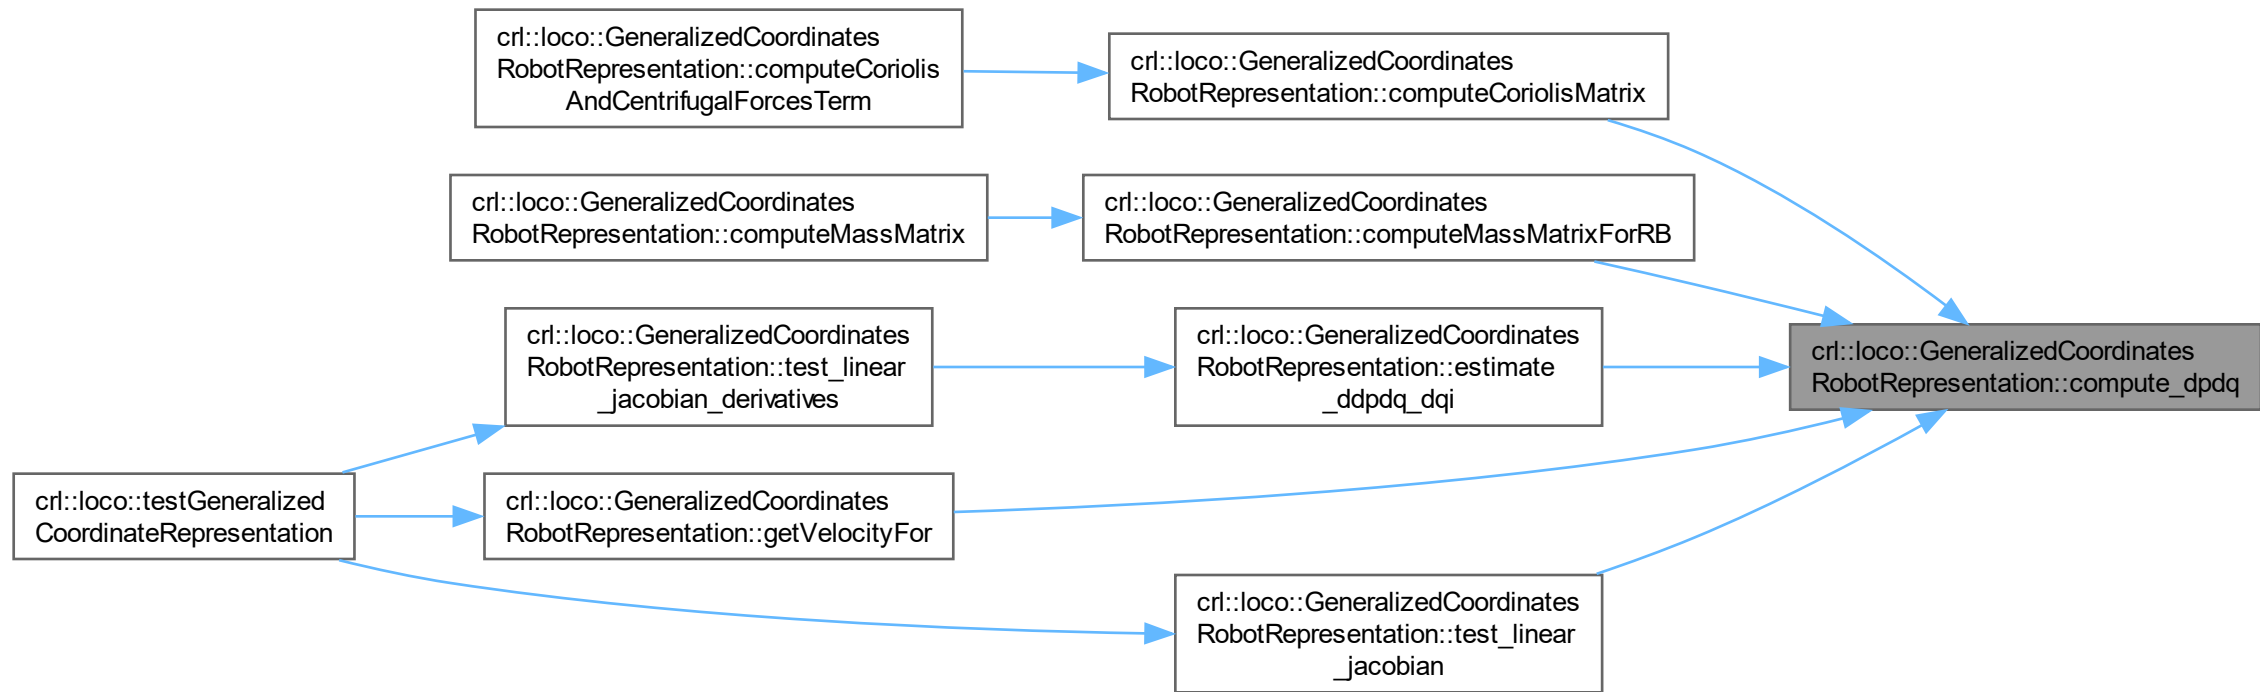 crl::loco::GeneralizedCoordinates
RobotRepresentation::computeCoriolis
AndCentrifugalForcesTerm
crl::loco::GeneralizedCoordinates
RobotRepresentation::computeCoriolisMatrix
crl::loco::GeneralizedCoordinates
RobotRepresentation::computeMassMatrix
crl::loco::GeneralizedCoordinates
RobotRepresentation::computeMassMatrixForRB
crl::loco::GeneralizedCoordinates
RobotRepresentation::test_linear
_jacobian_derivatives
crl::loco::GeneralizedCoordinates
RobotRepresentation::estimate
_ddpdq_dqi
crl::loco::GeneralizedCoordinates
RobotRepresentation::compute_dpdq
crl::loco::testGeneralized
CoordinateRepresentation
crl::loco::GeneralizedCoordinates
RobotRepresentation::getVelocityFor
crl::loco::GeneralizedCoordinates
RobotRepresentation::test_linear
_jacobian